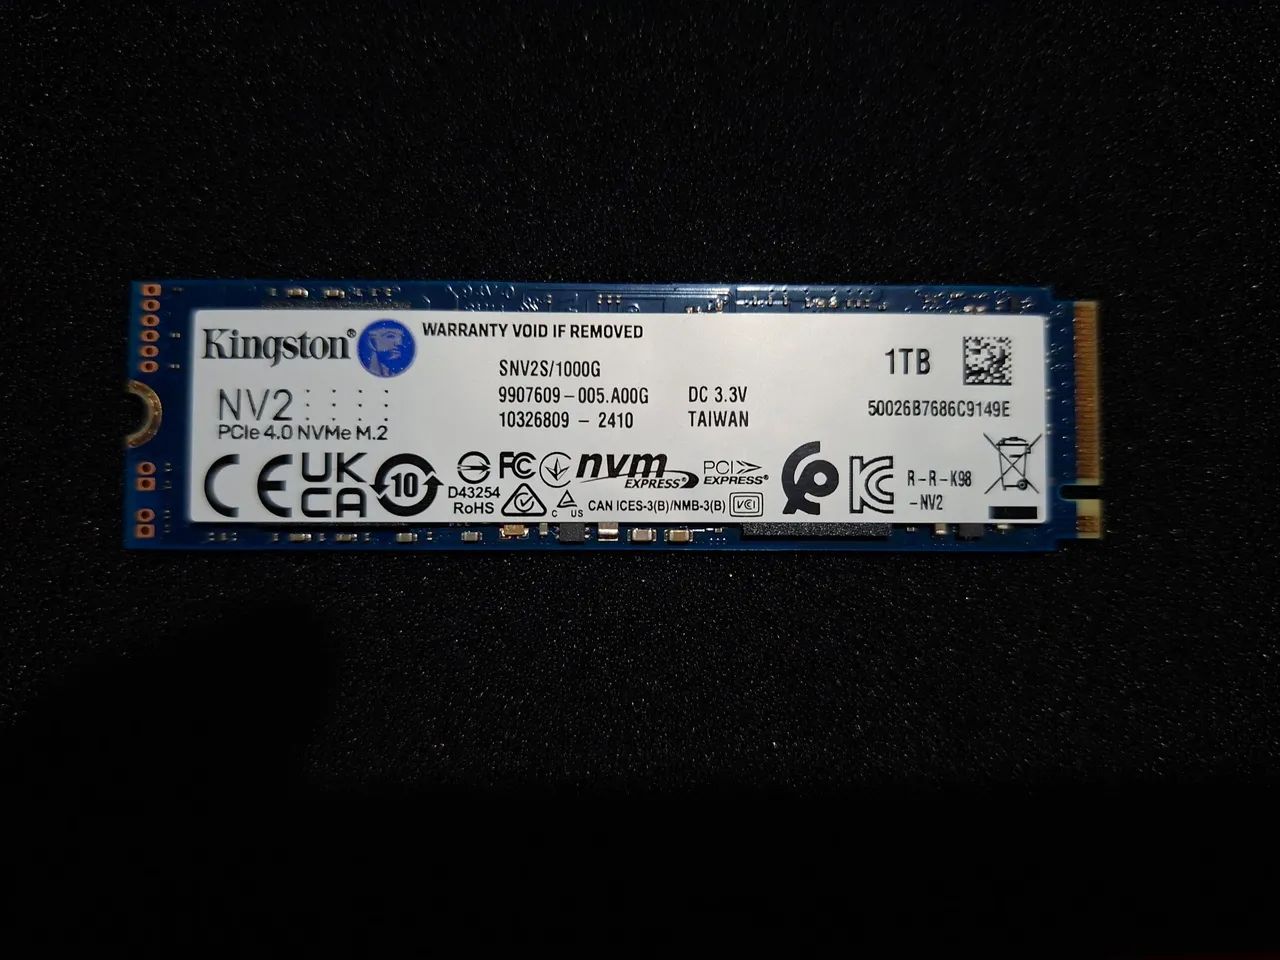 WARRANTY VOID IF REMOVED
Kingston®
NV2
PCIe 4.0 NVMe M.2
SNV2S/1000G
9907609-005.A00G
10326809 - 2410
DC 3.3V
TAIWAN
1TB
50026B7686C9149E
CE
UK
CA
10
D43254
RoHS
FC
C US
nvm
EXPRESS®
PCI
EXPRESS®
CAN ICES-3(B)/NMB-3(B)
VCI
R-R-K98
-NV2